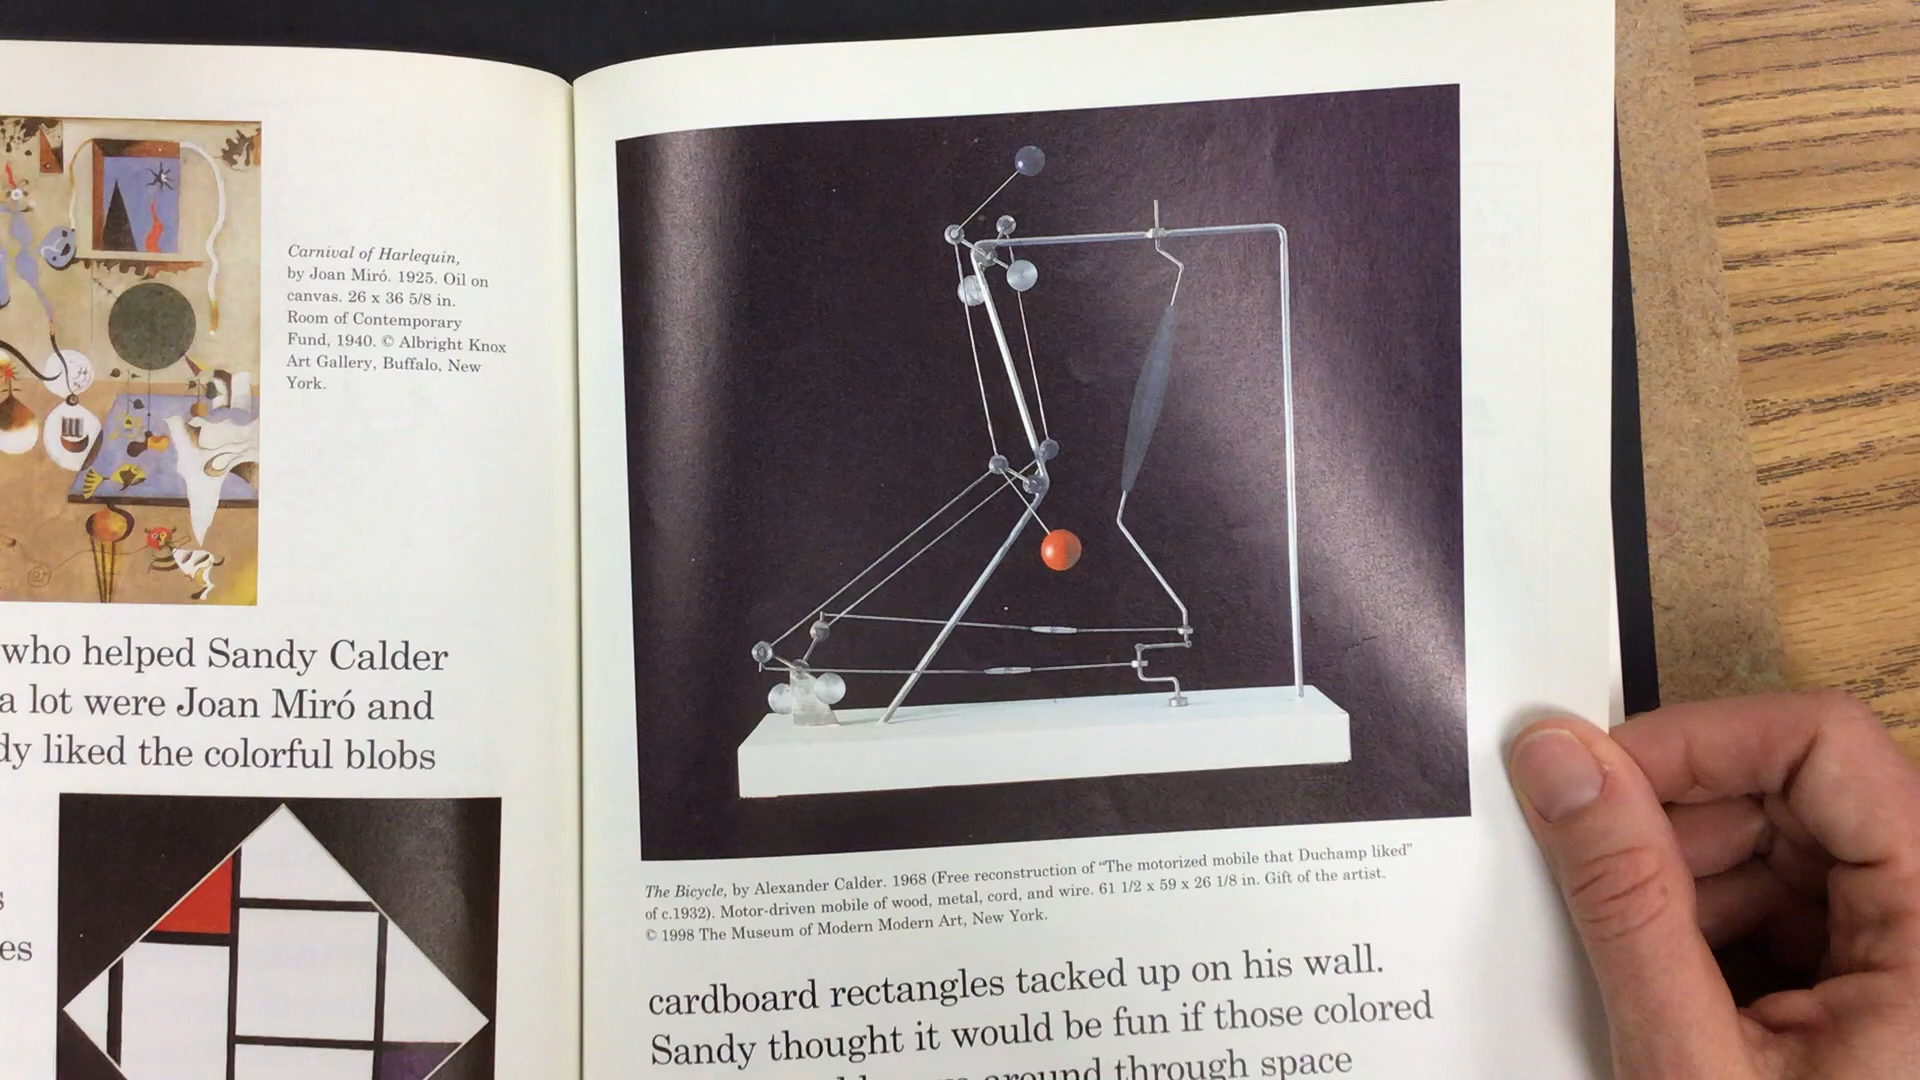 Carnival of Harlequin,
by Joan Miró. 1925. Oil on
canvas. 26 x 36 5/8 in.
Room of Contemporary
Fund, 1940. © Albright Knox
Art Gallery, Buffalo, New
York.
who helped Sandy Calder
a lot were Joan Miró and
liked the colorful blobs
The Bicycle, by Alexander Calder. 1968 (Free reconstruction of "The motorized mobile that Duchamp liked"
of c.1932). Motor-driven mobile of wood, metal, cord, and wire. 61 1/2 x 59 x 26 1/8 in. Gift of the artist.
© 1998 The Museum of Modern Modern Art, New York.
cardboard rectangles tacked up on his wall.
Sandy thought it would be fun if those colored
around through space